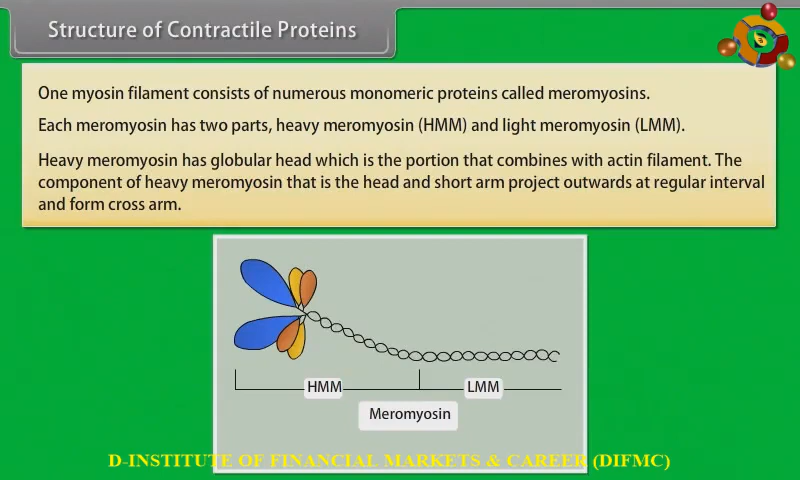 Structure of Contractile Proteins
One myosin filament consists of numerous monomeric proteins called meromyosins.
Each meromyosin has two parts, heavy meromyosin (HMM) and light meromyosin (LMM).
Heavy meromyosin has globular head which is the portion that combines with actin filament. The
component of heavy meromyosin that is the head and short arm project outwards at regular interval
and form cross arm.
HMM LMM
Meromyosin
D-INSTITUTE OF FINANCIAL MARKETS & CAREER (DIFMC)